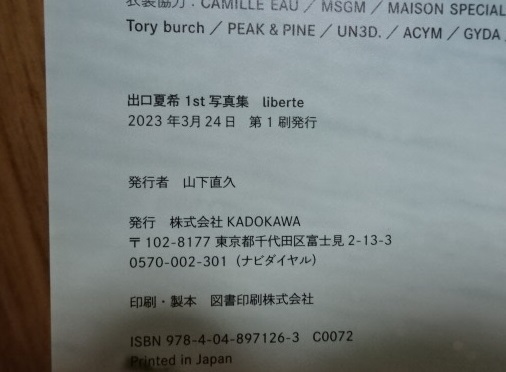 衣装協力：CAMILLE EAU／MSGM／MAISON SPECIAL
Tory burch／PEAK & PINE／UN3D.／ACYM／GYDA／
出口夏希 1st 写真集　liberte
2023 年3月24日　第1刷発行
発行者　山下直久
発行　株式会社 KADOKAWA
〒102-8177 東京都千代田区富士見 2-13-3
0570-002-301（ナビダイヤル）
印刷・製本　図書印刷株式会社
ISBN 978-4-04-897126-3　C0072
Printed in Japan